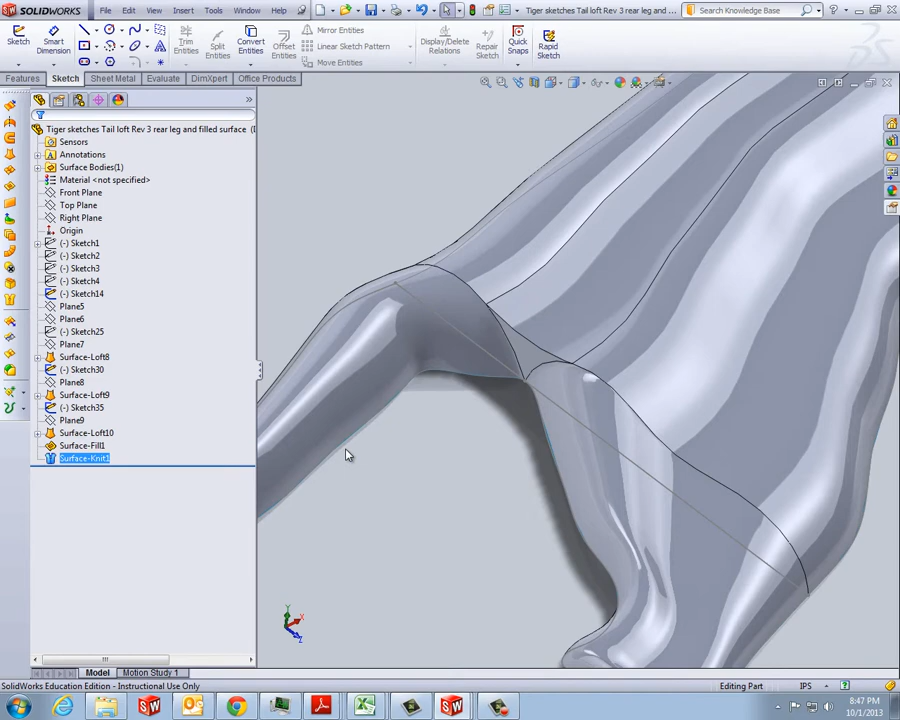 SOLIDWORKS File Edit View Insert Tools Window Help Tiger sketches Tail loft Rev 3 rear leg and ... Search Knowledge Base
Sketch Smart Dimension Trim Entities Split Entities Convert Entities Offset Entities Mirror Entities Linear Sketch Pattern Move Entities Display/Delete Relations Repair Sketch Quick Snaps Rapid Sketch
Features Sketch Sheet Metal Evaluate DimXpert Office Products
Tiger sketches Tail loft Rev 3 rear leg and filled surface (
Sensors
Annotations
Surface Bodies(1)
Material <not specified>
Front Plane
Top Plane
Right Plane
Origin
(-) Sketch1
(-) Sketch2
(-) Sketch3
(-) Sketch4
(-) Sketch14
Plane5
Plane6
(-) Sketch25
Plane7
Surface-Loft8
(-) Sketch30
Plane8
Surface-Loft9
(-) Sketch35
Plane9
Surface-Loft10
Surface-Fill1
Surface-Knit1
Y
X
Z
Model Motion Study 1
SolidWorks Education Edition - Instructional Use Only Editing Part IPS
8:47 PM
10/1/2013